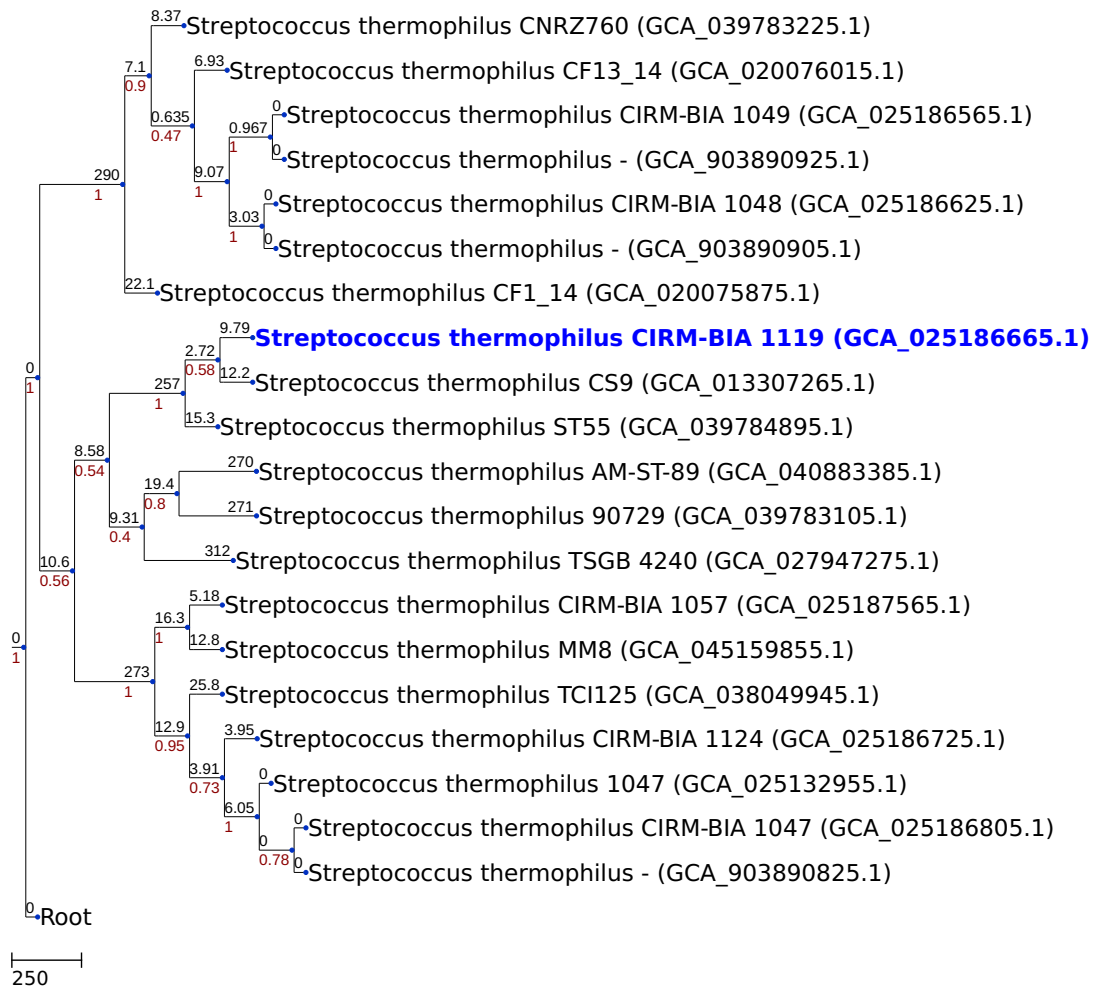 8.37
Streptococcus thermophilus CNRZ760 (GCA_039783225.1)
7.1
0.9
6.93
Streptococcus thermophilus CF13_14 (GCA_020076015.1)
0.635
0.47
0
Streptococcus thermophilus CIRM-BIA 1049 (GCA_025186565.1)
0.967
1
0
Streptococcus thermophilus - (GCA_903890925.1)
9.07
1
290
1
0
Streptococcus thermophilus CIRM-BIA 1048 (GCA_025186625.1)
3.03
1
0
Streptococcus thermophilus - (GCA_903890905.1)
22.1
Streptococcus thermophilus CF1_14 (GCA_020075875.1)
9.79
Streptococcus thermophilus CIRM-BIA 1119 (GCA_025186665.1)
2.72
0.58
0
1
12.2
Streptococcus thermophilus CS9 (GCA_013307265.1)
257
1
15.3
Streptococcus thermophilus ST55 (GCA_039784895.1)
8.58
0.54
270
Streptococcus thermophilus AM-ST-89 (GCA_040883385.1)
19.4
0.8
271
Streptococcus thermophilus 90729 (GCA_039783105.1)
9.31
0.4
312
Streptococcus thermophilus TSGB 4240 (GCA_027947275.1)
10.6
0.56
5.18
Streptococcus thermophilus CIRM-BIA 1057 (GCA_025187565.1)
16.3
1
12.8
Streptococcus thermophilus MM8 (GCA_045159855.1)
0
1
273
1
25.8
Streptococcus thermophilus TCI125 (GCA_038049945.1)
12.9
0.95
3.95
Streptococcus thermophilus CIRM-BIA 1124 (GCA_025186725.1)
3.91
0.73
0
Streptococcus thermophilus 1047 (GCA_025132955.1)
6.05
1
0
Streptococcus thermophilus CIRM-BIA 1047 (GCA_025186805.1)
0
0.78
0
Streptococcus thermophilus - (GCA_903890825.1)
0
Root
250